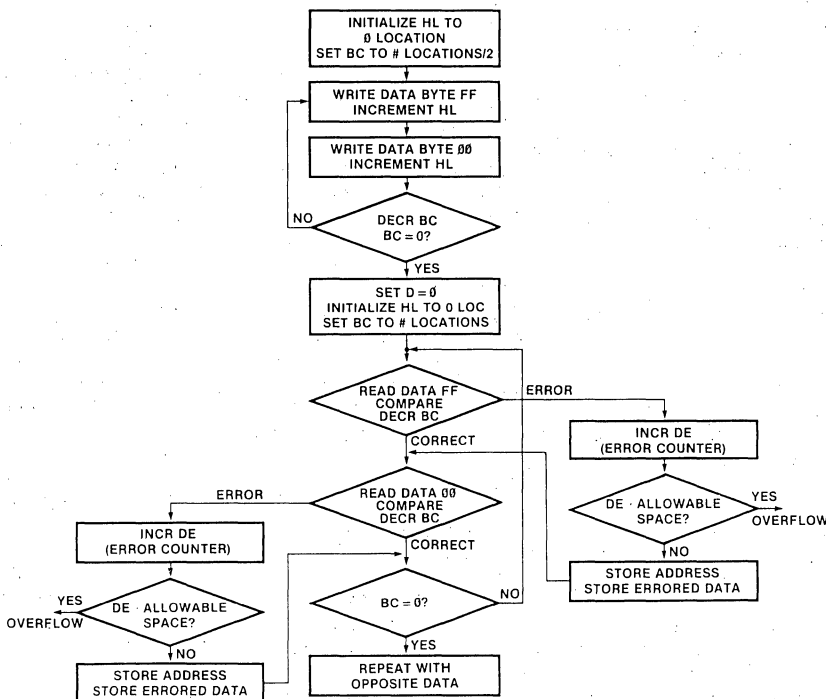 INITIALIZE HL TO
Ø LOCATION
SET BC TO # LOCATIONS/2
WRITE DATA BYTE FF
INCREMENT HL
WRITE DATA BYTE ØØ
INCREMENT HL
NO
DECR BC
BC = 0?
YES
SET D = Ø
INITIALIZE HL TO 0 LOC
SET BC TO # LOCATIONS
READ DATA FF
COMPARE
DECR BC
ERROR
CORRECT
INCR DE
(ERROR COUNTER)
DE · ALLOWABLE
SPACE?
YES
OVERFLOW
NO
STORE ADDRESS
STORE ERRORED DATA
READ DATA ØØ
COMPARE
DECR BC
ERROR
CORRECT
INCR DE
(ERROR COUNTER)
DE · ALLOWABLE
SPACE?
YES
OVERFLOW
NO
STORE ADDRESS
STORE ERRORED DATA
BC = 0?
NO
YES
REPEAT WITH
OPPOSITE DATA